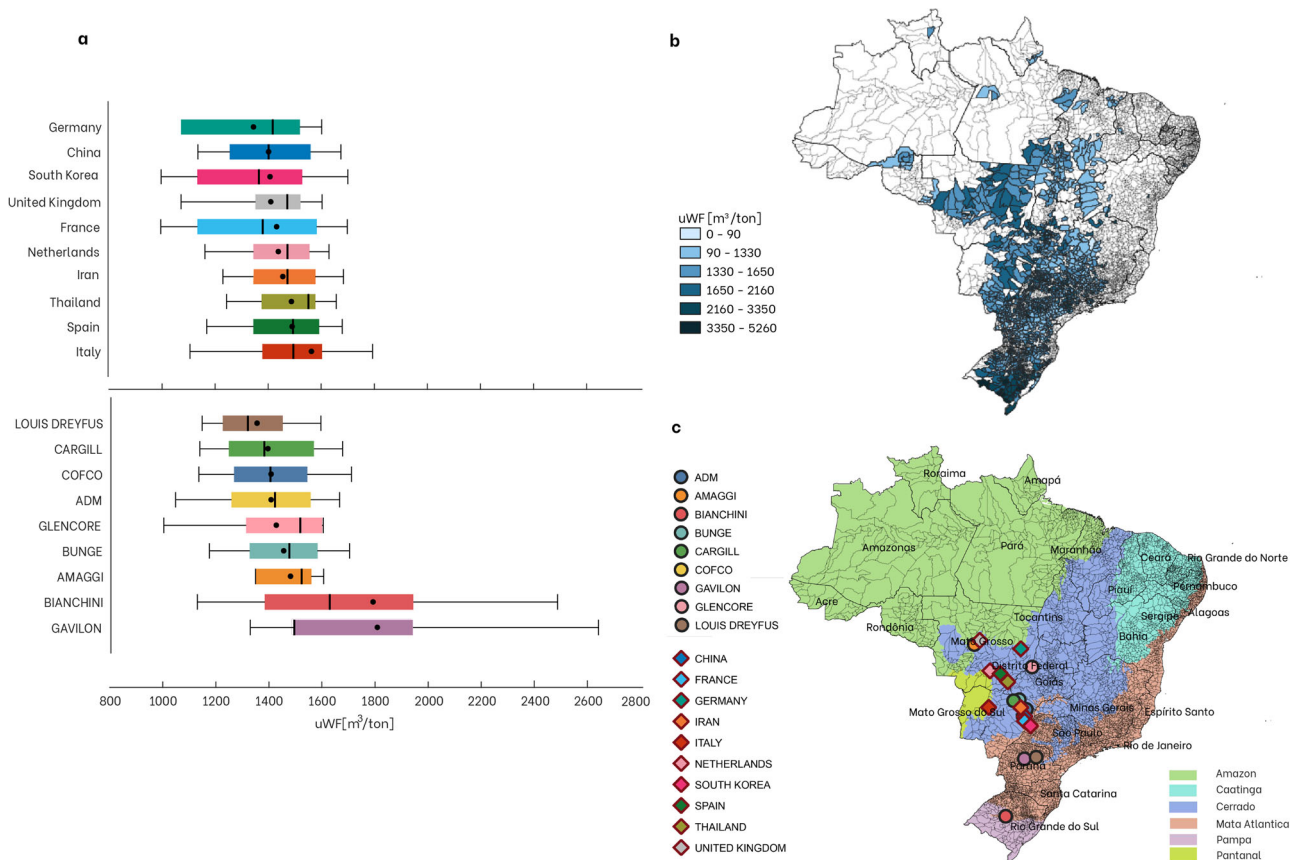 a
Germany
China
South Korea
United Kingdom
France
Netherlands
Iran
Thailand
Spain
Italy
LOUIS DREYFUS
CARGILL
COFCO
ADM
GLENCORE
BUNGE
AMAGGI
BIANCHINI
GAVILON
800 1000 1200 1400 1600 1800 2000 2200 2400 2600 2800
uWF[m³/ton]
b
uWF[m³/ton]
0 – 90
90 – 1330
1330 – 1650
1650 – 2160
2160 – 3350
3350 – 5260
c
ADM
AMAGGI
BIANCHINI
BUNGE
CARGILL
COFCO
GAVILON
GLENCORE
LOUIS DREYFUS
CHINA
FRANCE
GERMANY
IRAN
ITALY
NETHERLANDS
SOUTH KOREA
SPAIN
THAILAND
UNITED KINGDOM
Roraima
Amapá
Amazonas
Pará
Maranhão
Ceará
Rio Grande do Norte
Acre
Rondônia
Tocantins
Piauí
Pernambuco
Alagoas
Sergipe
Bahia
Mato Grosso
Distrito Federal
Goiás
Mato Grosso do Sul
Minas Gerais
Espírito Santo
São Paulo
Rio de Janeiro
Paraná
Santa Catarina
Rio Grande do Sul
Amazon
Caatinga
Cerrado
Mata Atlantica
Pampa
Pantanal